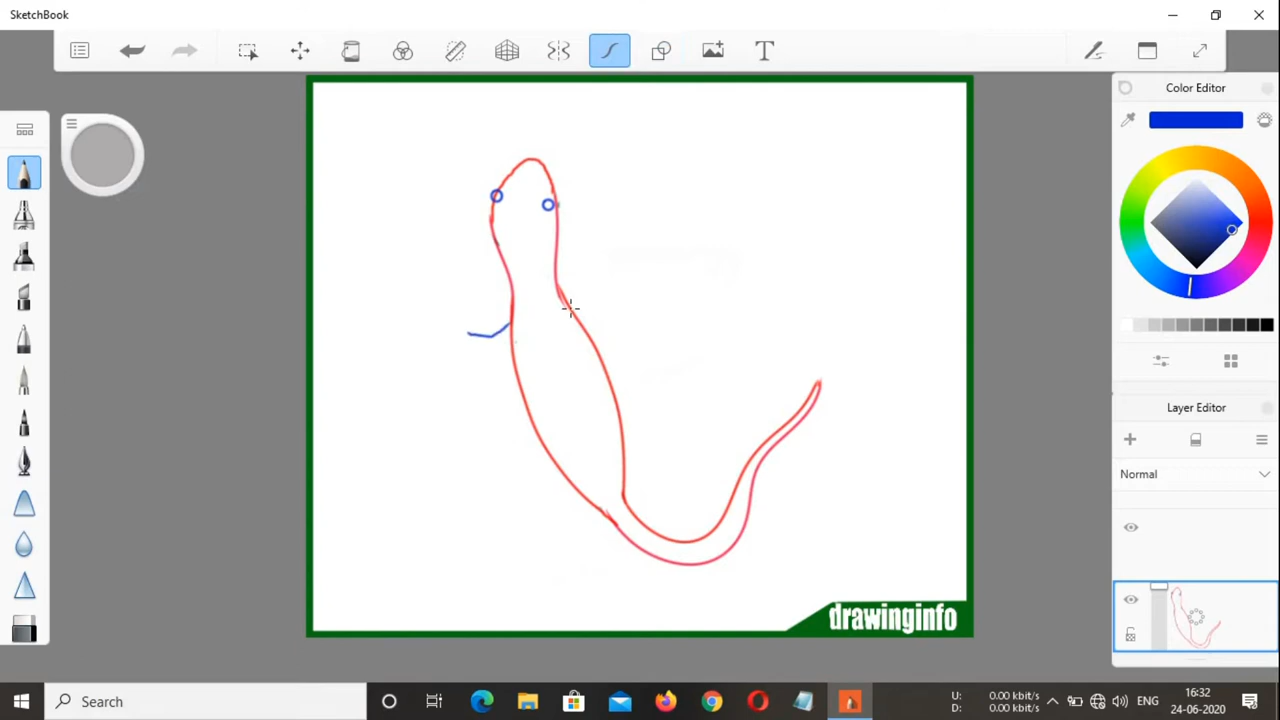 SketchBook
Color Editor
Layer Editor
Normal
drawinginfo
Search
U: 0.00 kbit/s
D: 0.00 kbit/s
ENG
16:32
24-06-2020